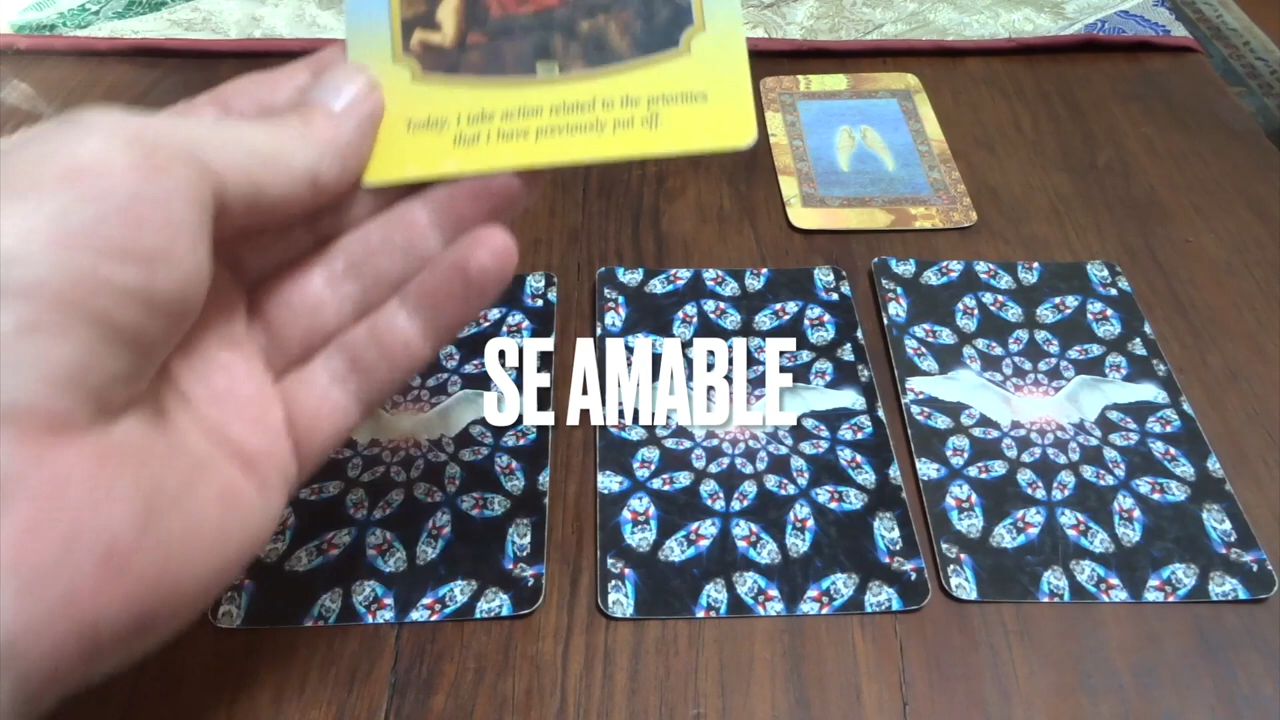 Today, I take action related to the priorities
that I have previously put off.
SE AMABLE